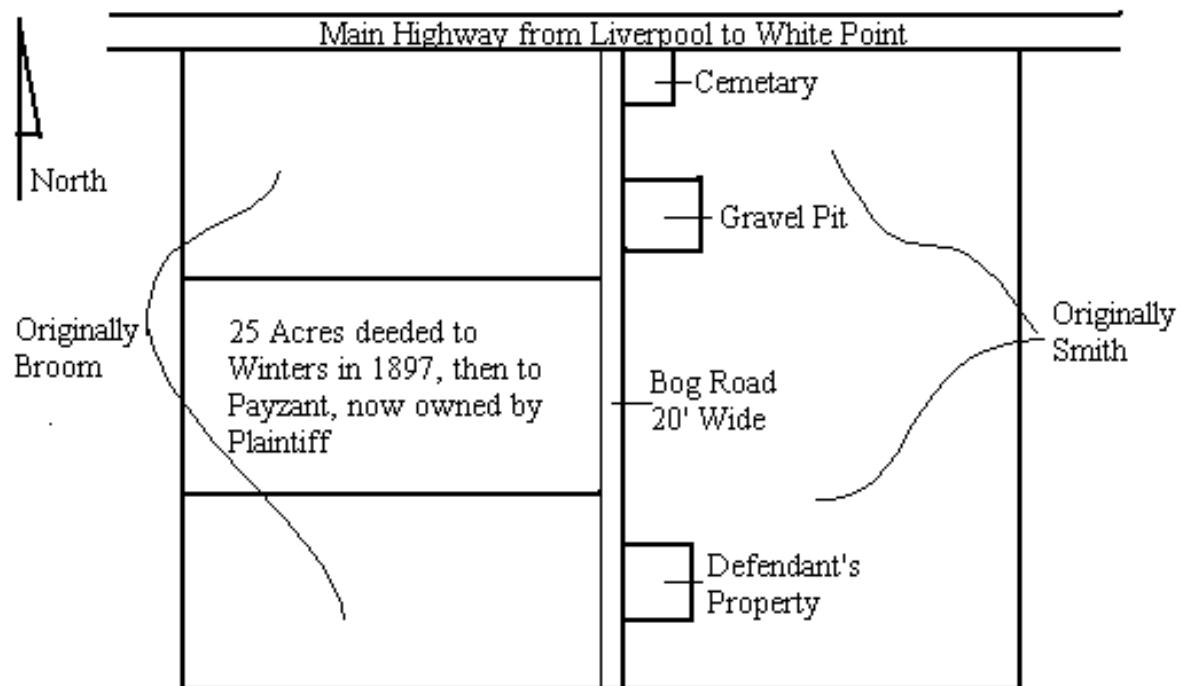 Main Highway from Liverpool to White Point
Cemetary
North
Gravel Pit
Originally
Broom
25 Acres deeded to
Winters in 1897, then to
Payzant, now owned by
Plaintiff
Bog Road
20' Wide
Originally
Smith
Defendant's
Property